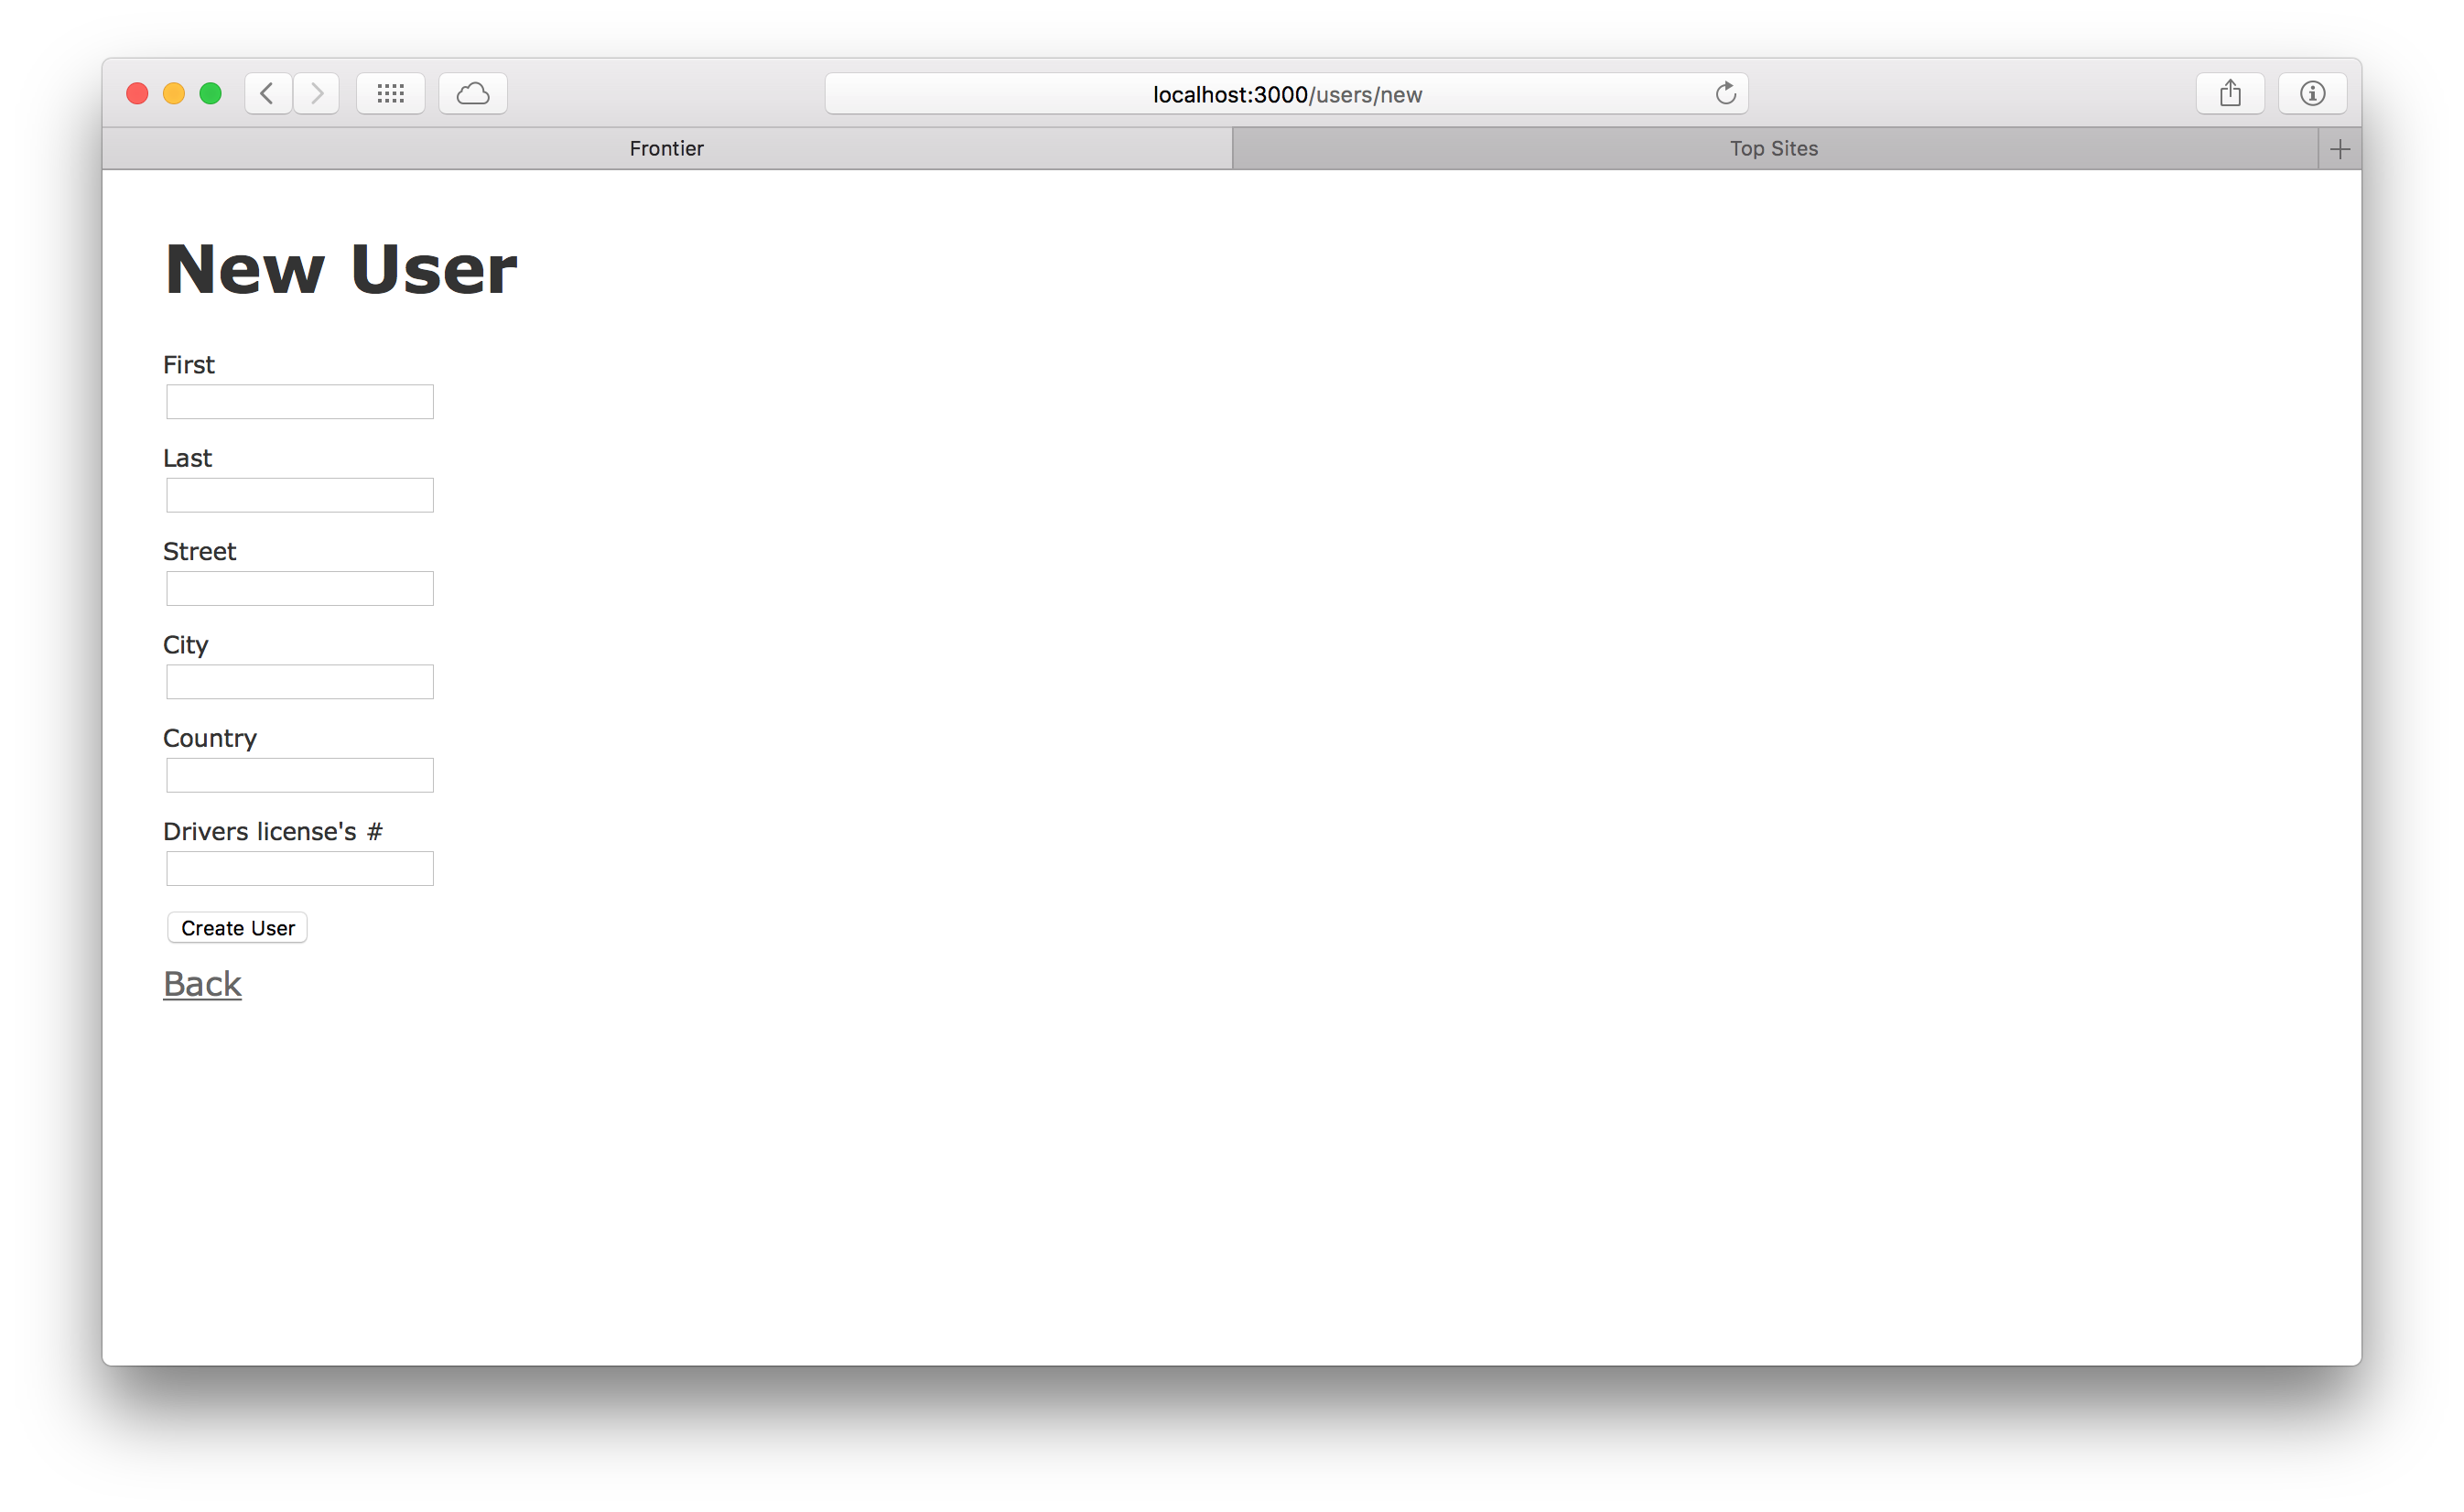 localhost:3000/users/new
Frontier
Top Sites
New User
First
Last
Street
City
Country
Drivers license's #
Create User
Back